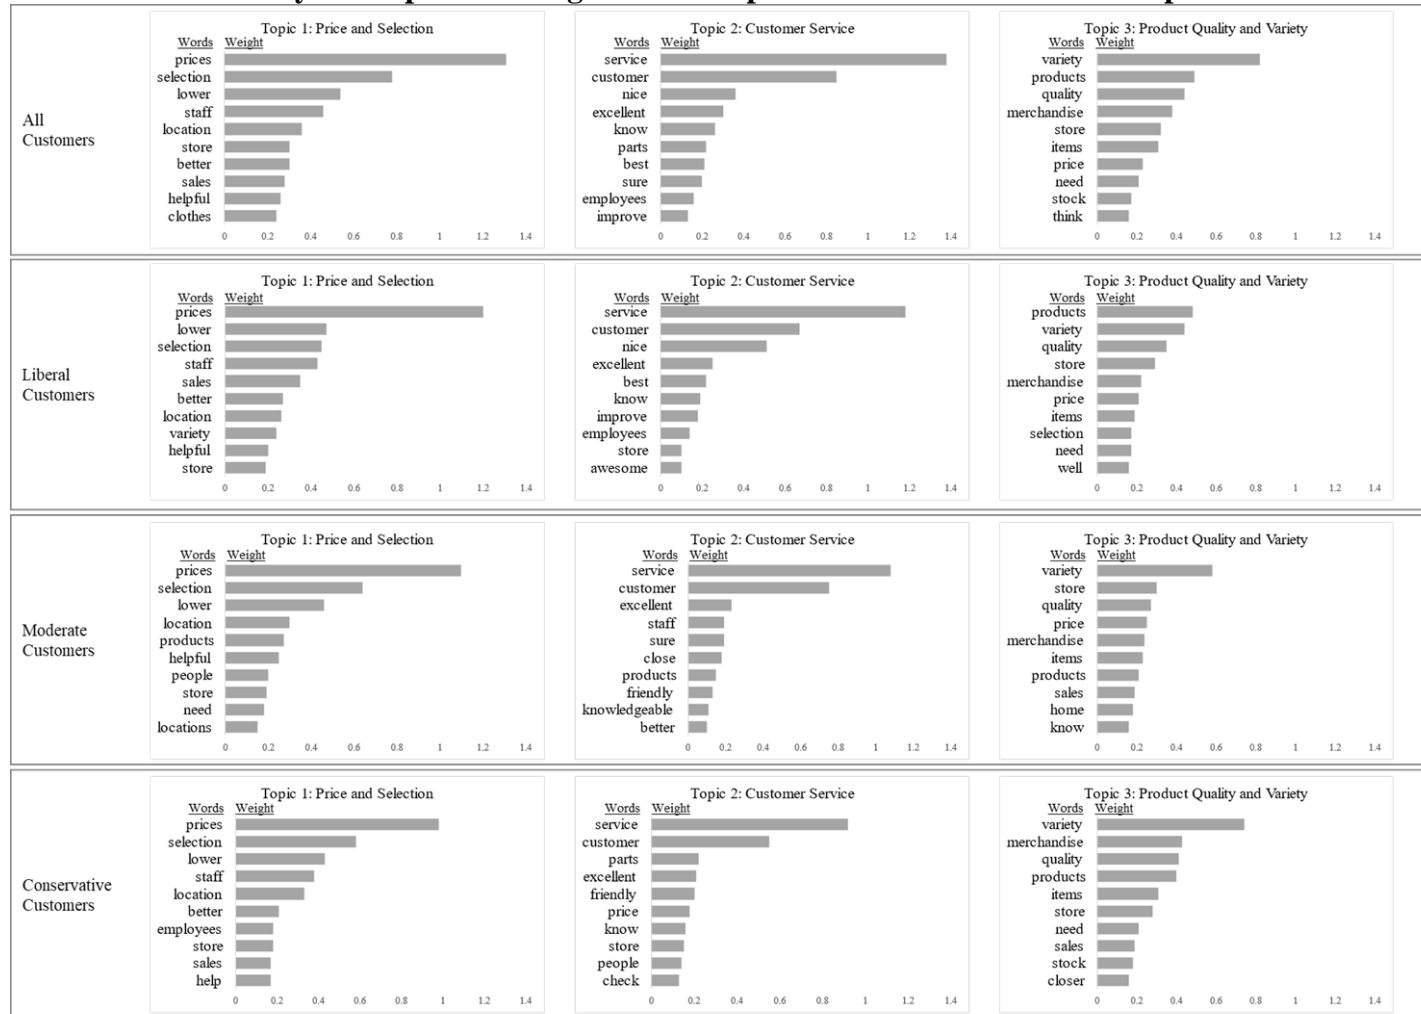 All
Customers
Topic 1: Price and Selection
Words Weight
prices
selection
lower
staff
location
store
better
sales
helpful
clothes
0 0.2 0.4 0.6 0.8 1 1.2 1.4
Topic 2: Customer Service
Words Weight
service
customer
nice
excellent
know
parts
best
sure
employees
improve
0 0.2 0.4 0.6 0.8 1 1.2 1.4
Topic 3: Product Quality and Variety
Words Weight
variety
products
quality
merchandise
store
items
price
need
stock
think
0 0.2 0.4 0.6 0.8 1 1.2 1.4
Liberal
Customers
Topic 1: Price and Selection
Words Weight
prices
lower
selection
staff
sales
better
location
variety
helpful
store
0 0.2 0.4 0.6 0.8 1 1.2 1.4
Topic 2: Customer Service
Words Weight
service
customer
nice
excellent
best
know
improve
employees
store
awesome
0 0.2 0.4 0.6 0.8 1 1.2 1.4
Topic 3: Product Quality and Variety
Words Weight
products
variety
quality
store
merchandise
price
items
selection
need
well
0 0.2 0.4 0.6 0.8 1 1.2 1.4
Moderate
Customers
Topic 1: Price and Selection
Words Weight
prices
selection
lower
location
products
helpful
people
store
need
locations
0 0.2 0.4 0.6 0.8 1 1.2 1.4
Topic 2: Customer Service
Words Weight
service
customer
excellent
staff
sure
close
products
friendly
knowledgeable
better
0 0.2 0.4 0.6 0.8 1 1.2 1.4
Topic 3: Product Quality and Variety
Words Weight
variety
store
quality
price
merchandise
items
products
sales
home
know
0 0.2 0.4 0.6 0.8 1 1.2 1.4
Conservative
Customers
Topic 1: Price and Selection
Words Weight
prices
selection
lower
staff
location
better
employees
store
sales
help
0 0.2 0.4 0.6 0.8 1 1.2 1.4
Topic 2: Customer Service
Words Weight
service
customer
parts
excellent
friendly
price
know
store
people
check
0 0.2 0.4 0.6 0.8 1 1.2 1.4
Topic 3: Product Quality and Variety
Words Weight
variety
merchandise
quality
products
items
store
need
sales
stock
closer
0 0.2 0.4 0.6 0.8 1 1.2 1.4